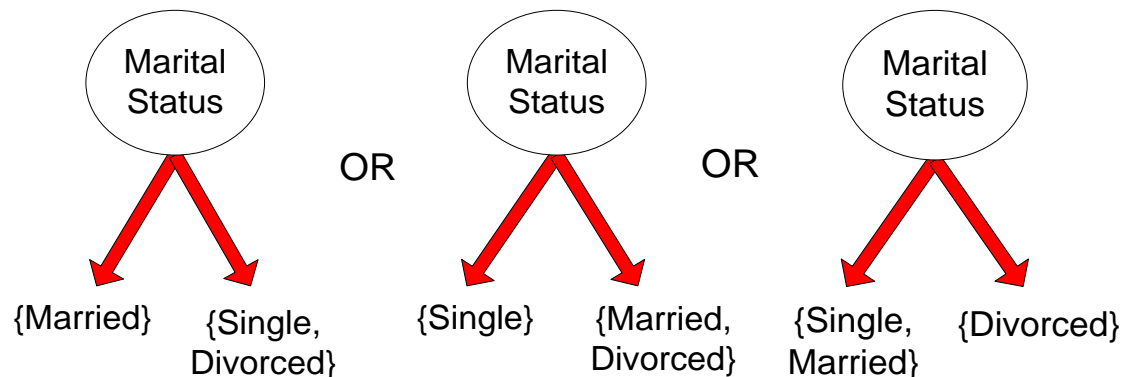 Marital
Status
Marital
Status
Marital
Status
OR
OR
{Married}
{Single,
Divorced}
{Single}
{Married,
Divorced}
{Single,
Married}
{Divorced}